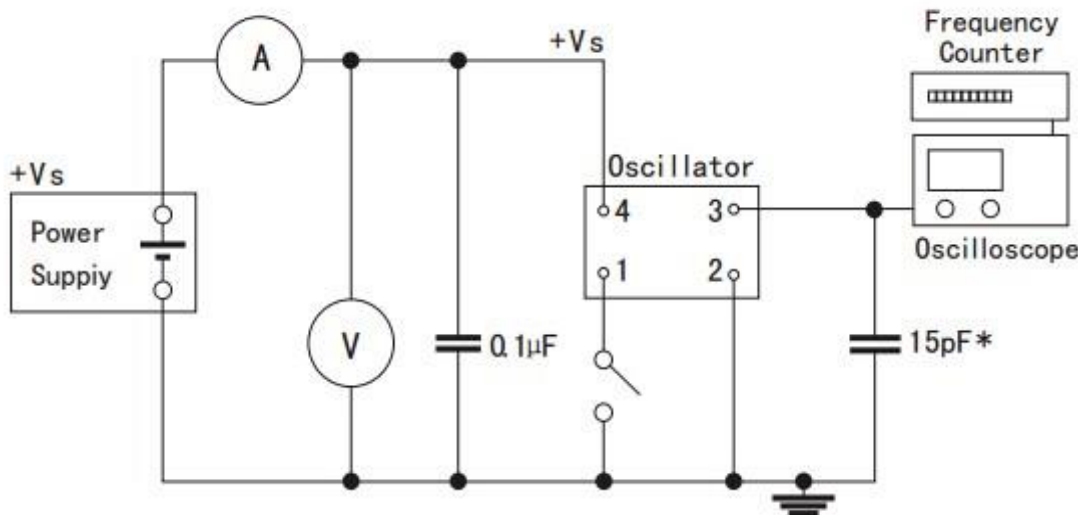 Frequency
Counter
A
+Vs
+Vs
Oscillator
Power
Suppiy
4
3
1
2
Oscilloscope
V
0.1μF
15pF*